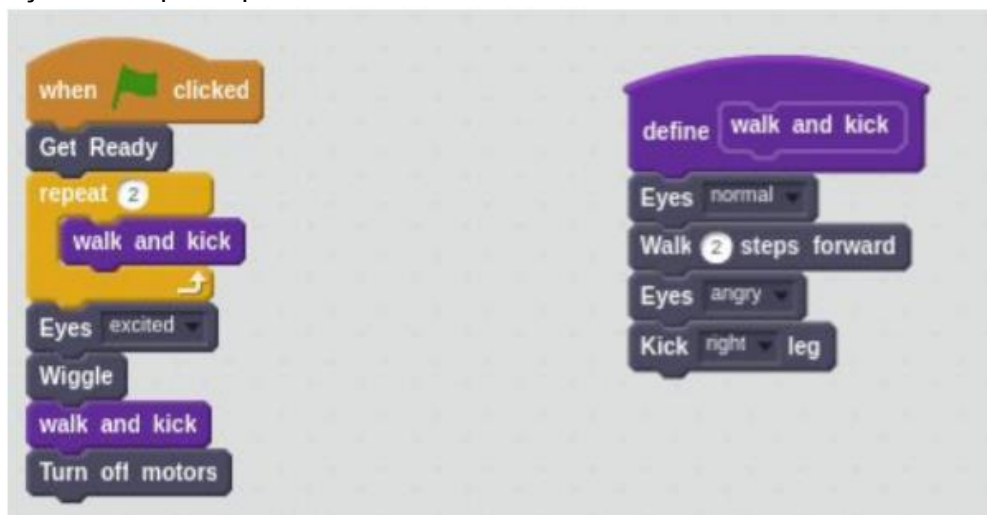 when clicked
Get Ready
repeat 2
walk and kick
Eyes excited
Wiggle
walk and kick
Turn off motors
define walk and kick
Eyes normal
Walk 2 steps forward
Eyes angry
Kick right leg